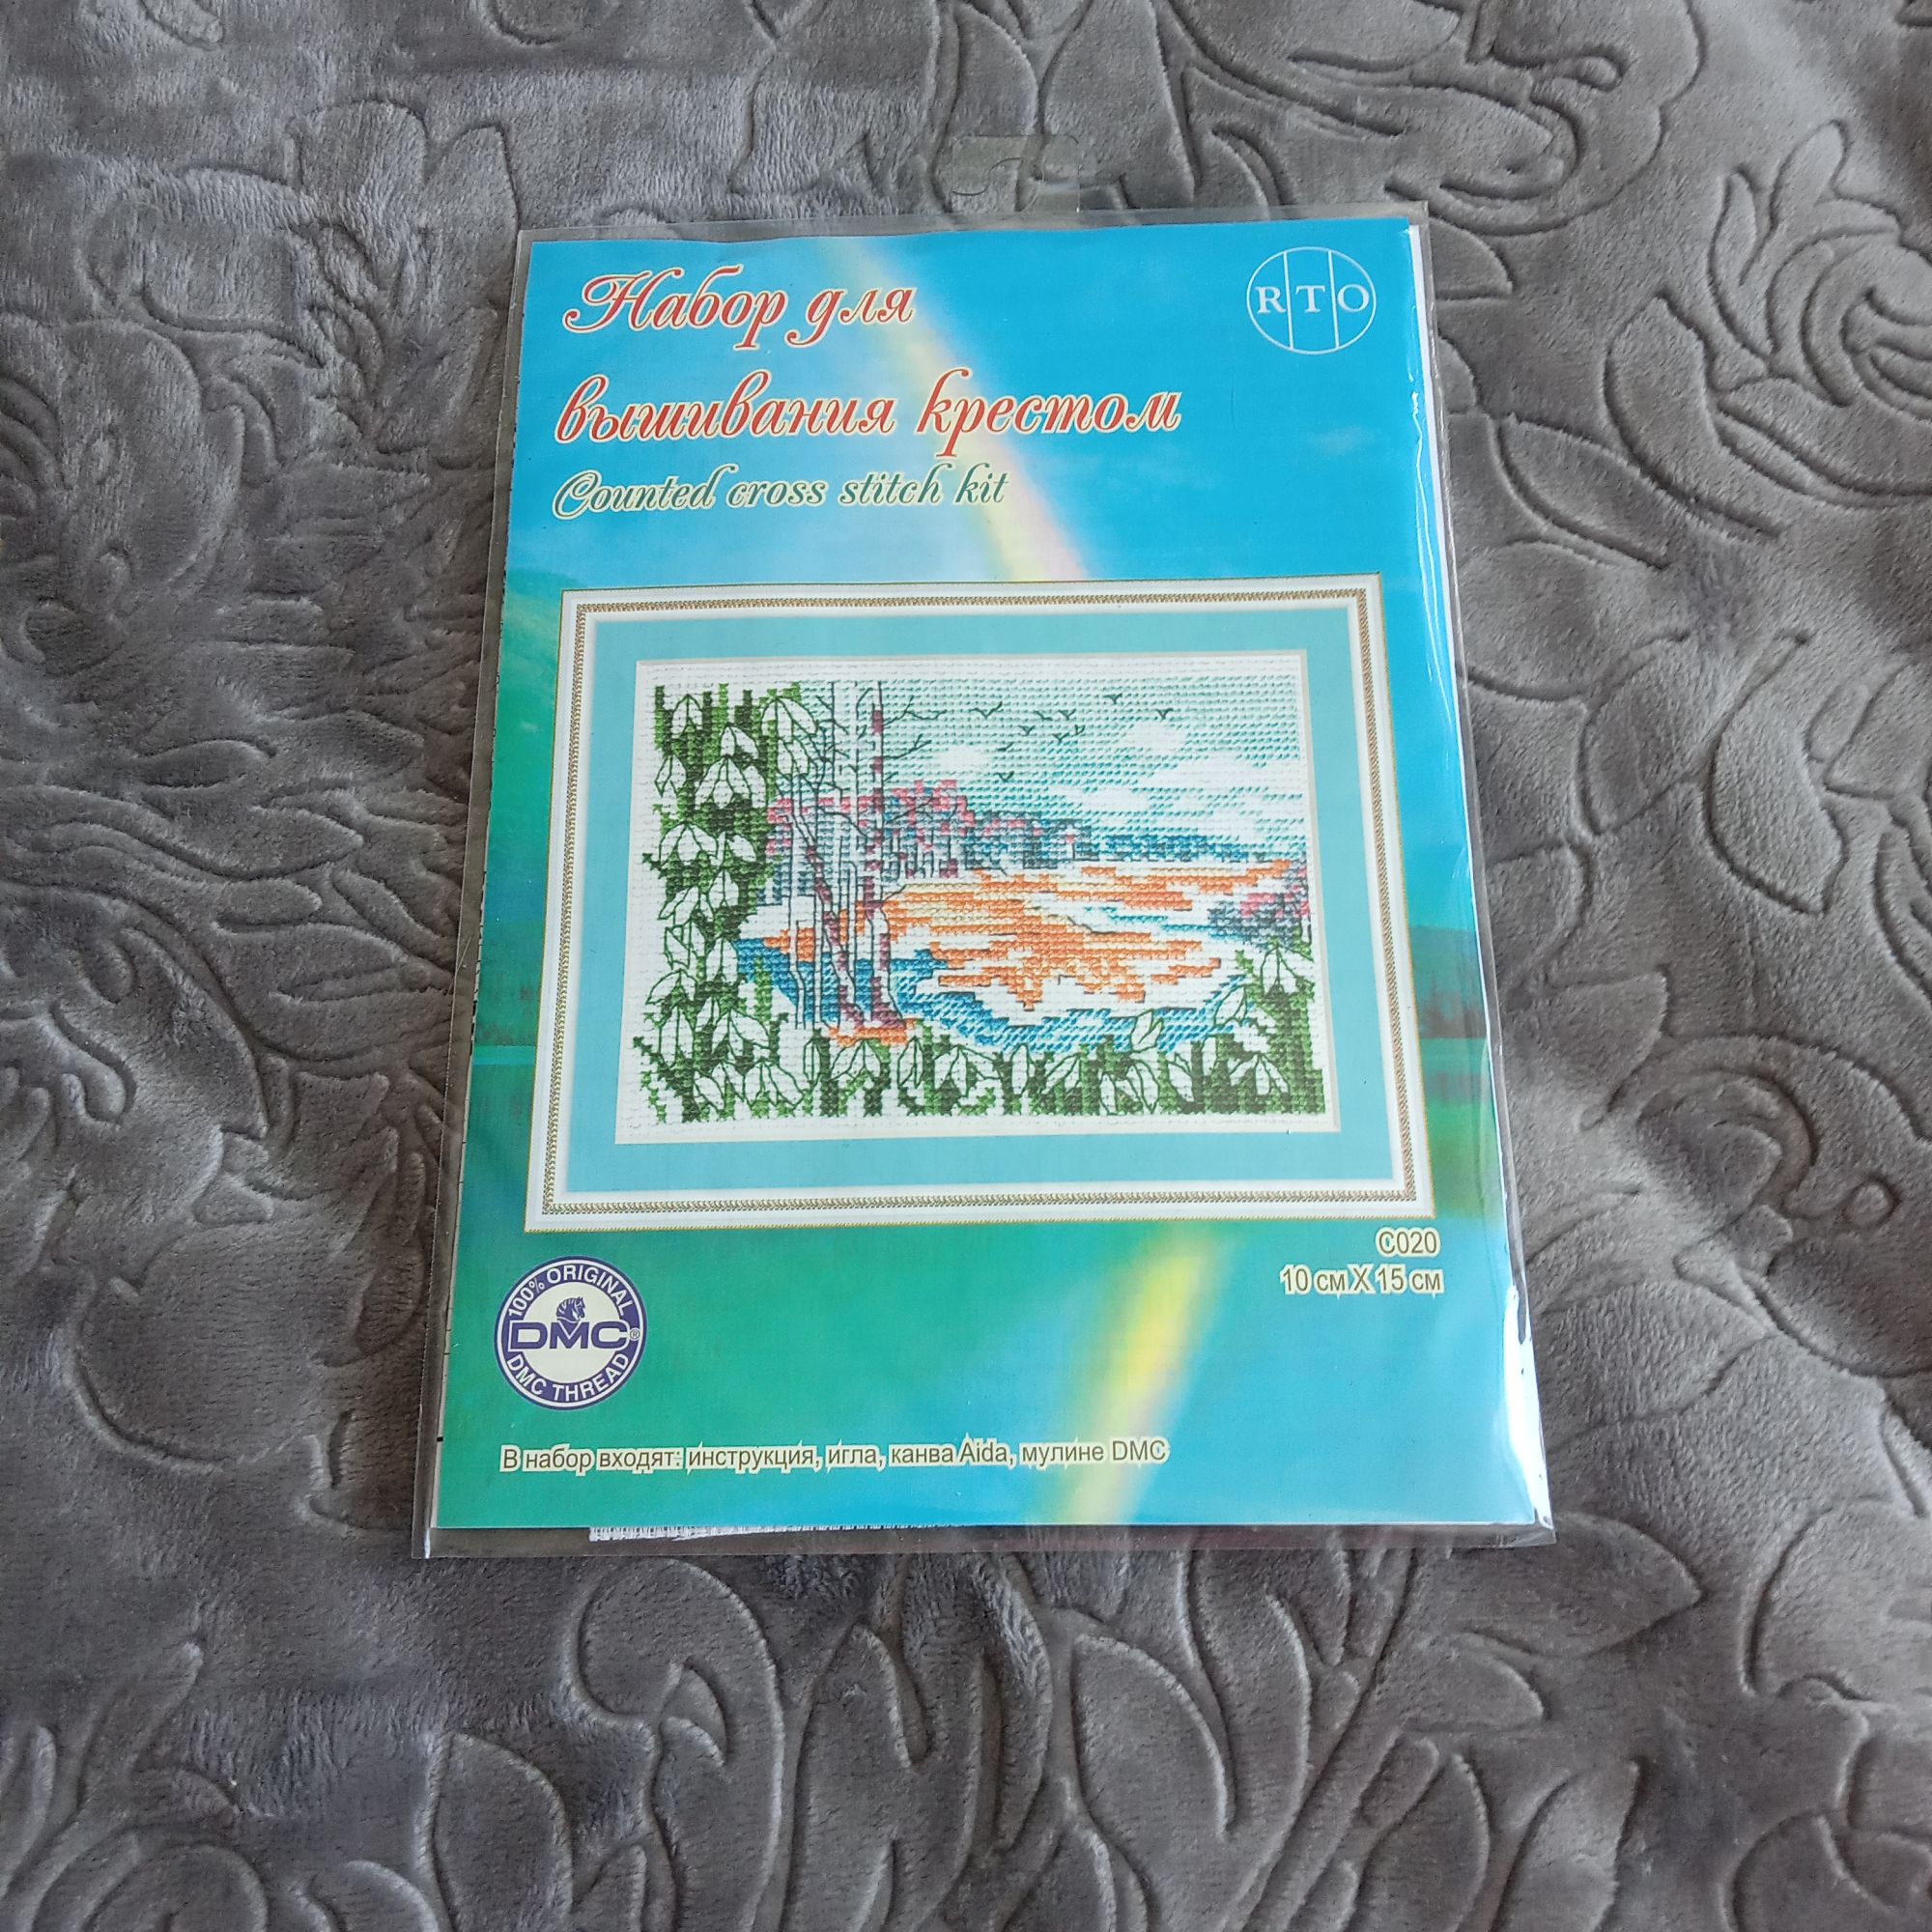 Набор для
RTO
вышивания крестом
Counted cross stitch kit
C020
10 см X 15 см
100% ORIGINAL
DMC®
DMC THREAD
В набор входят: инструкция, игла, канва Aida, мулине DMC